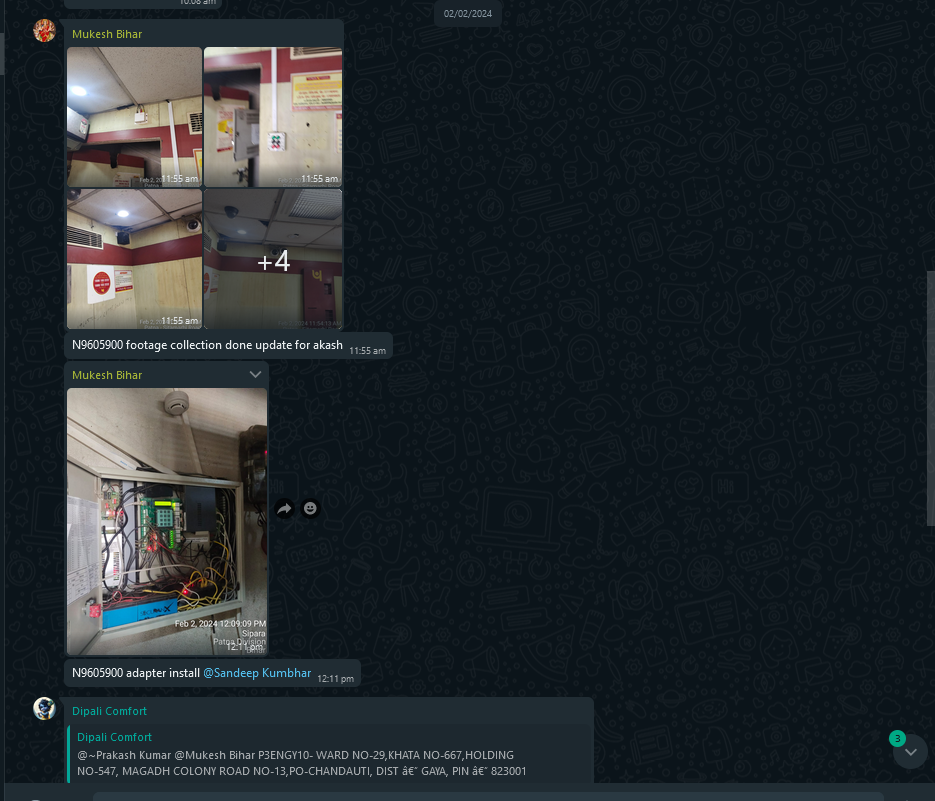 10:08 am
02/02/2024
Mukesh Bihar
11:55 am
11:55 am
11:55 am
+4
N9605900 footage collection done update for akash 11:55 am
Mukesh Bihar
Feb 2, 2024 12:09:09 PM
Sipara
Patna Division
12:11 pm
N9605900 adapter install @Sandeep Kumbhar 12:11 pm
Dipali Comfort
Dipali Comfort
@~Prakash Kumar @Mukesh Bihar P3ENGY10- WARD NO-29,KHATA NO-667,HOLDING
NO-547, MAGADH COLONY ROAD NO-13,PO-CHANDAUTI, DIST â€“ GAYA, PIN â€“ 823001
3